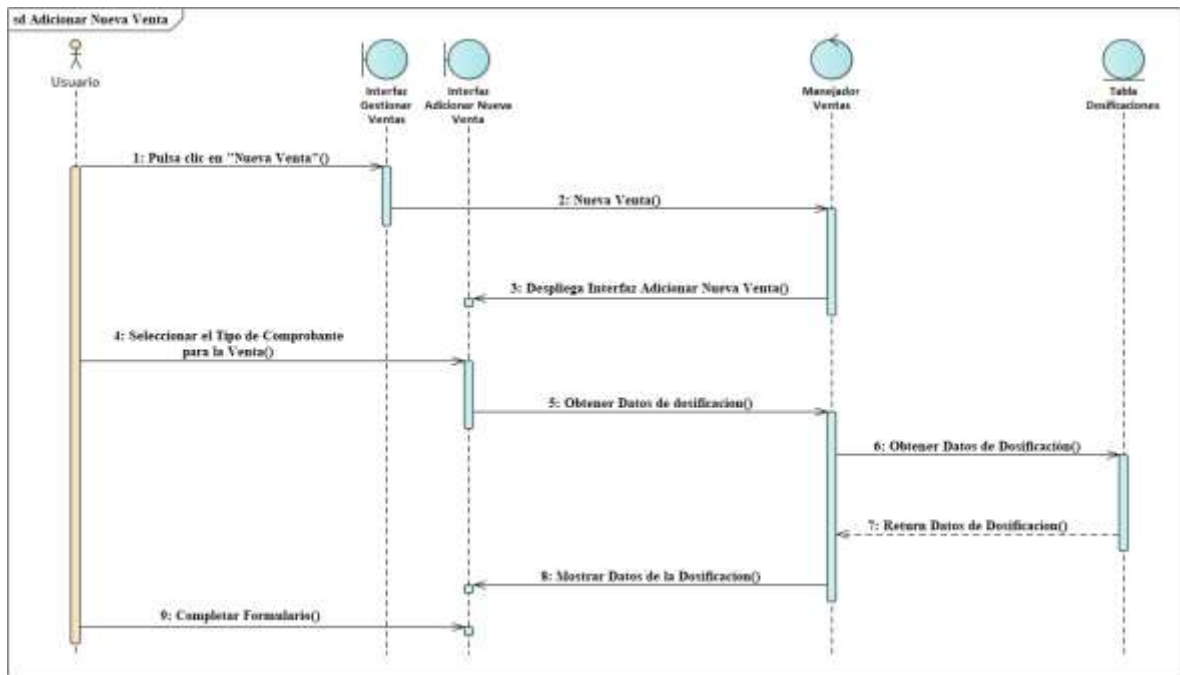 sd Adicionar Nueva Venta
Usuario
Interfaz
Gestionar
Ventas
Interfaz
Adicionar Nueva
Venta
Manejador
Ventas
Tabla
Dosificaciones
1: Pulsa clic en "Nueva Venta"()
2: Nueva Venta()
3: Despliega Interfaz Adicionar Nueva Venta()
4: Seleccionar el Tipo de Comprobante
para la Venta()
5: Obtener Datos de dosificacion()
6: Obtener Datos de Dosificación()
7: Return Datos de Dosificacion()
8: Mostrar Datos de la Dosificacion()
9: Completar Formulario()